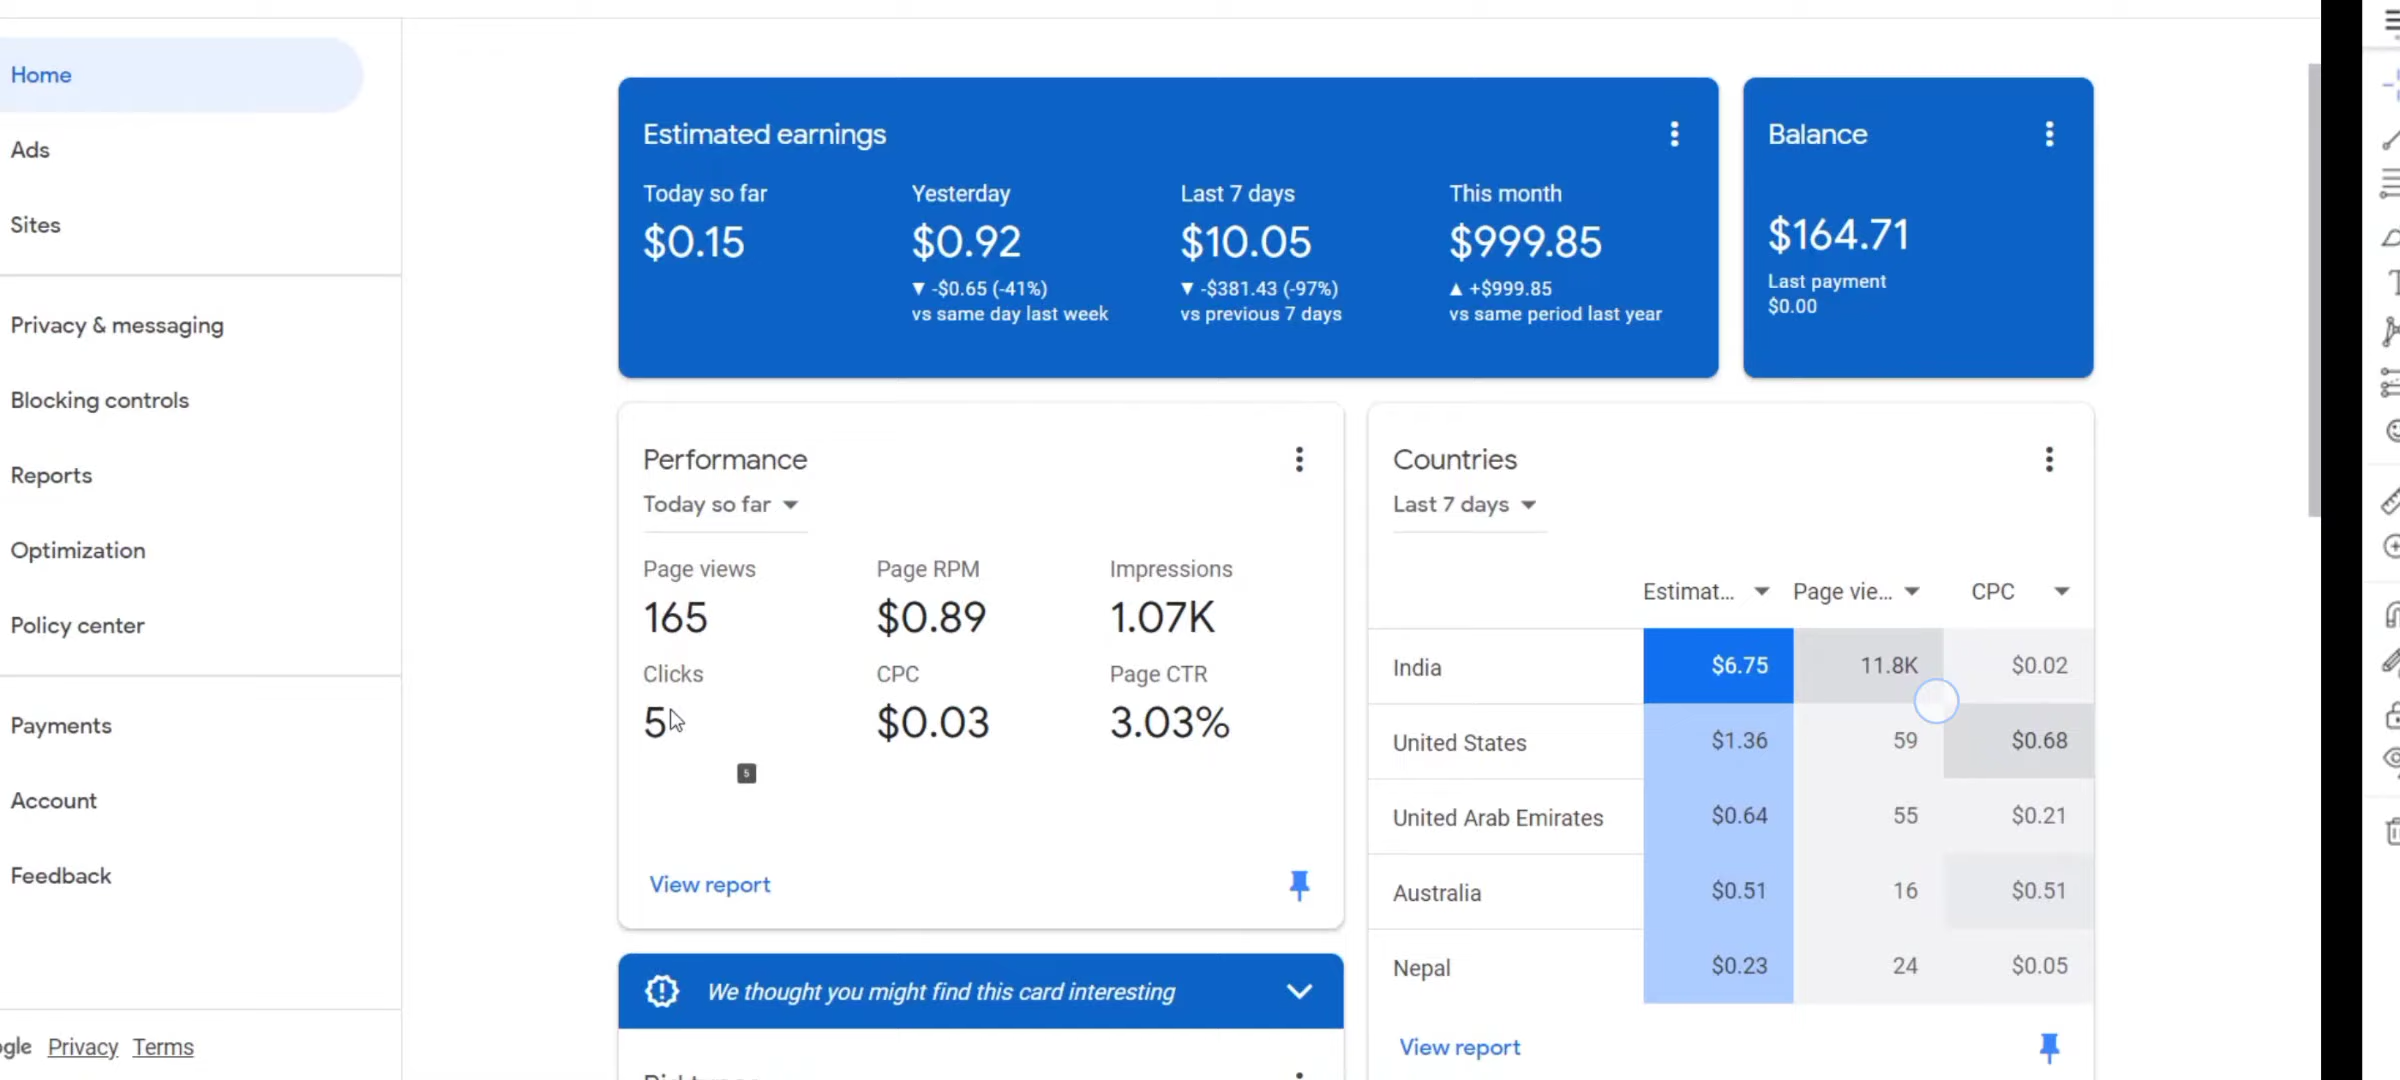 Home
Ads
Sites
Privacy & messaging
Blocking controls
Reports
Optimization
Policy center
Payments
Account
Feedback
Privacy Terms
Estimated earnings
Today so far
$0.15
Yesterday
$0.92
▼ -$0.65 (-41%)
vs same day last week
Last 7 days
$10.05
▼ -$381.43 (-97%)
vs previous 7 days
This month
$999.85
▲ +$999.85
vs same period last year
Balance
$164.71
Last payment
$0.00
Performance
Today so far
Page views Page RPM Impressions
165 $0.89 1.07K
Clicks CPC Page CTR
5 $0.03 3.03%
5
View report
We thought you might find this card interesting
Countries
Last 7 days
Estimat... Page vie... CPC
India $6.75 11.8K $0.02
United States $1.36 59 $0.68
United Arab Emirates $0.64 55 $0.21
Australia $0.51 16 $0.51
Nepal $0.23 24 $0.05
View report